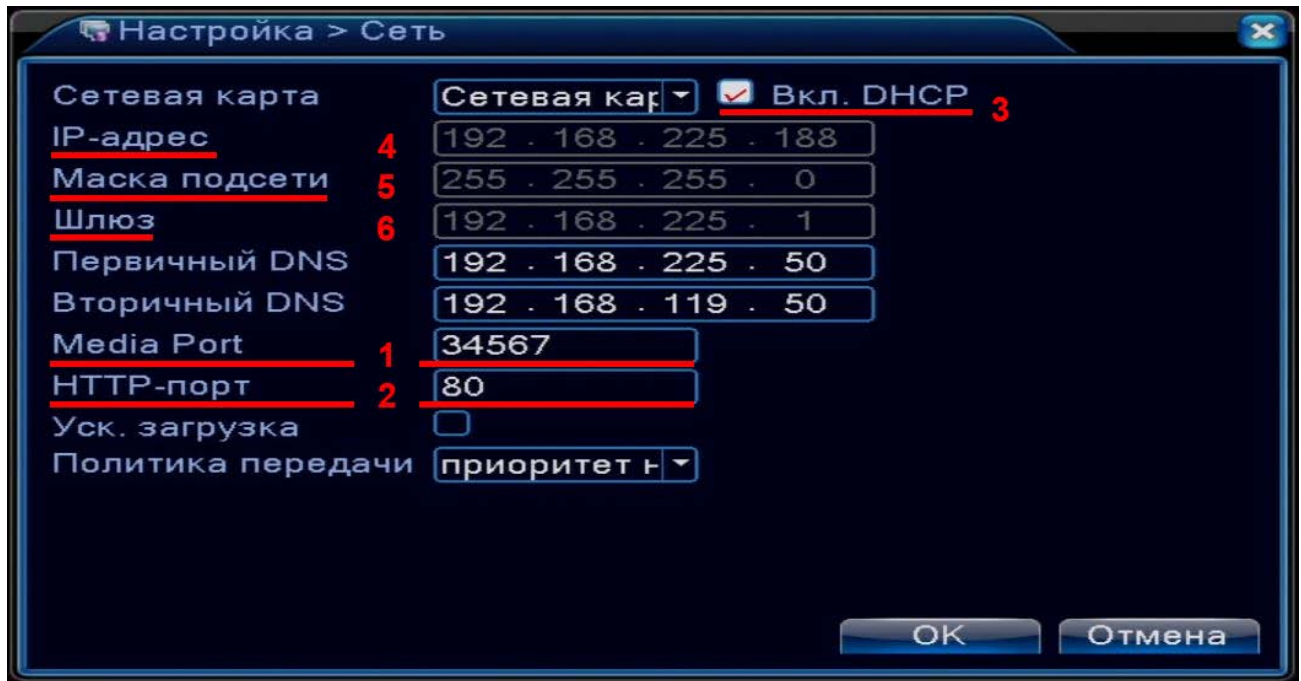 Настройка > Сеть
Сетевая карта Сетевая кар Вкл. DHCP 3
IP-адрес 4 192 . 168 . 225 . 188
Маска подсети 5 255 . 255 . 255 . 0
Шлюз 6 192 . 168 . 225 . 1
Первичный DNS 192 . 168 . 225 . 50
Вторичный DNS 192 . 168 . 119 . 50
Media Port 1 34567
HTTP-порт 2 80
Уск. загрузка
Политика передачи приоритет н
OK Отмена